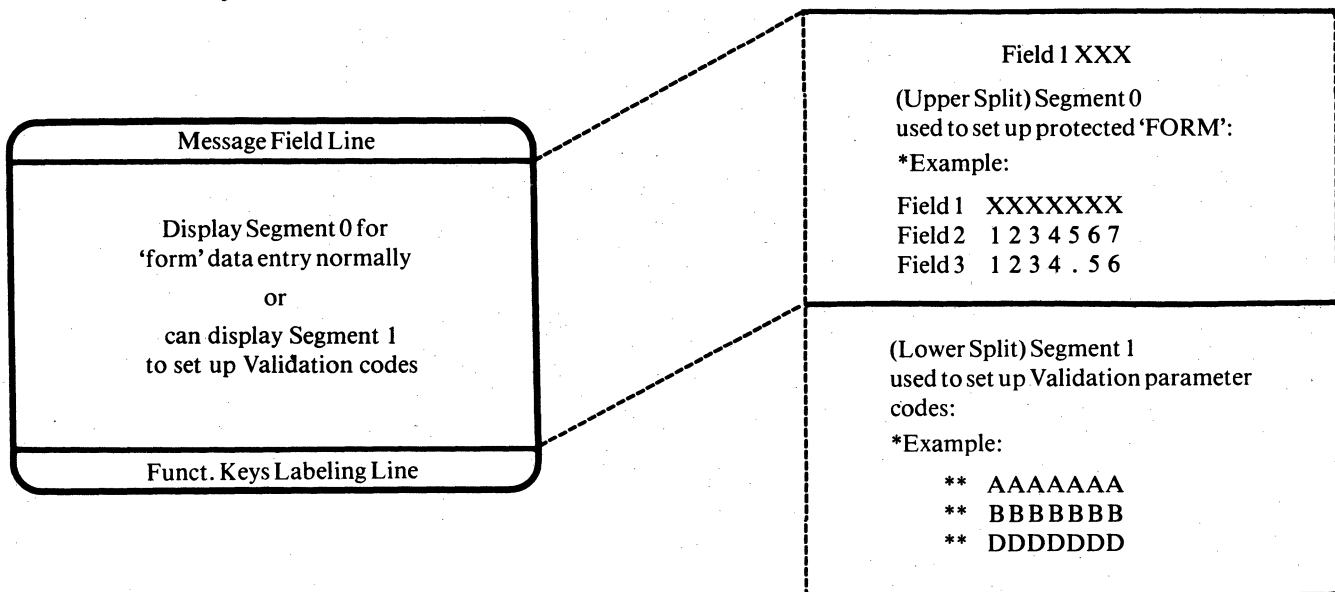 Message Field Line
Display Segment 0 for
‘form’ data entry normally
or
can display Segment 1
to set up Validation codes
Funct. Keys Labeling Line
Field 1 XXX
(Upper Split) Segment 0
used to set up protected ‘FORM’:
*Example:
Field 1 XXXXXXX
Field 2 1 2 3 4 5 6 7
Field 3 1 2 3 4 . 5 6
(Lower Split) Segment 1
used to set up Validation parameter
codes:
*Example:
** AAAAAAA
** BBBBBBB
** DDDDDDD